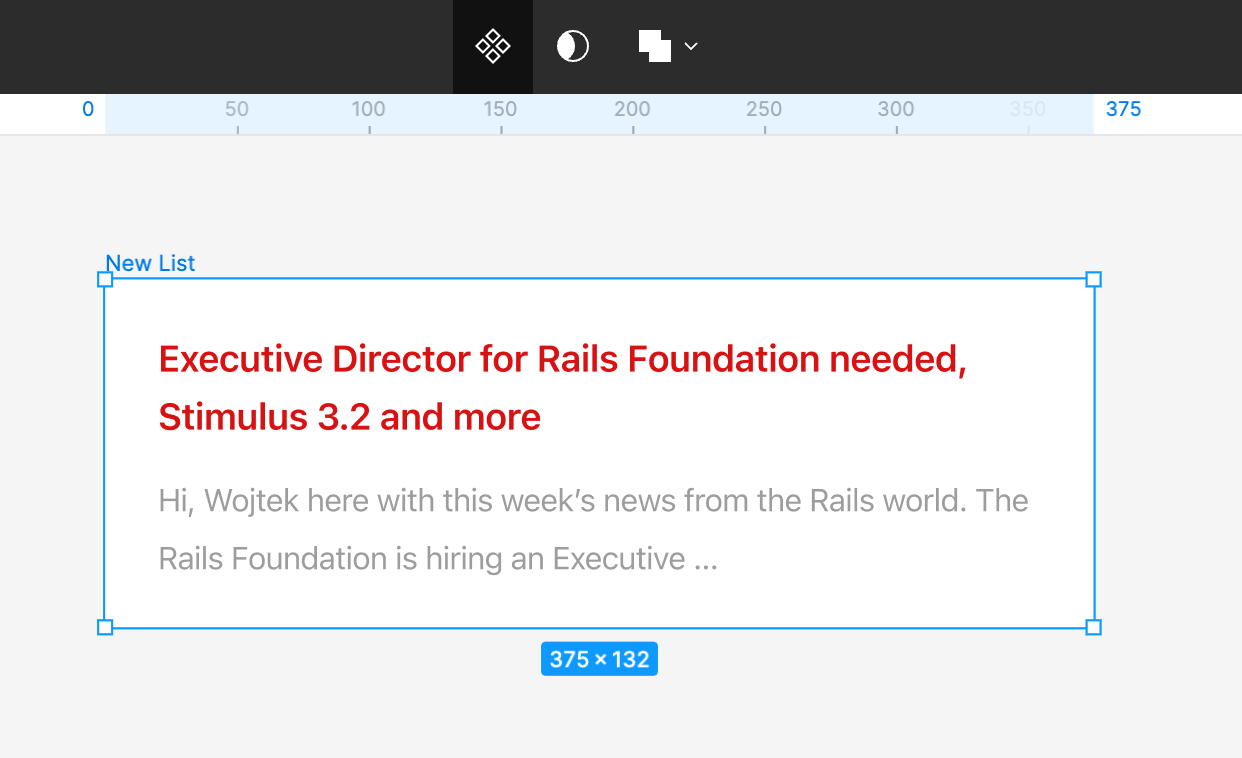 0 50 100 150 200 250 300 350 375
New List
Executive Director for Rails Foundation needed,
Stimulus 3.2 and more
Hi, Wojtek here with this week’s news from the Rails world. The
Rails Foundation is hiring an Executive ...
375 × 132